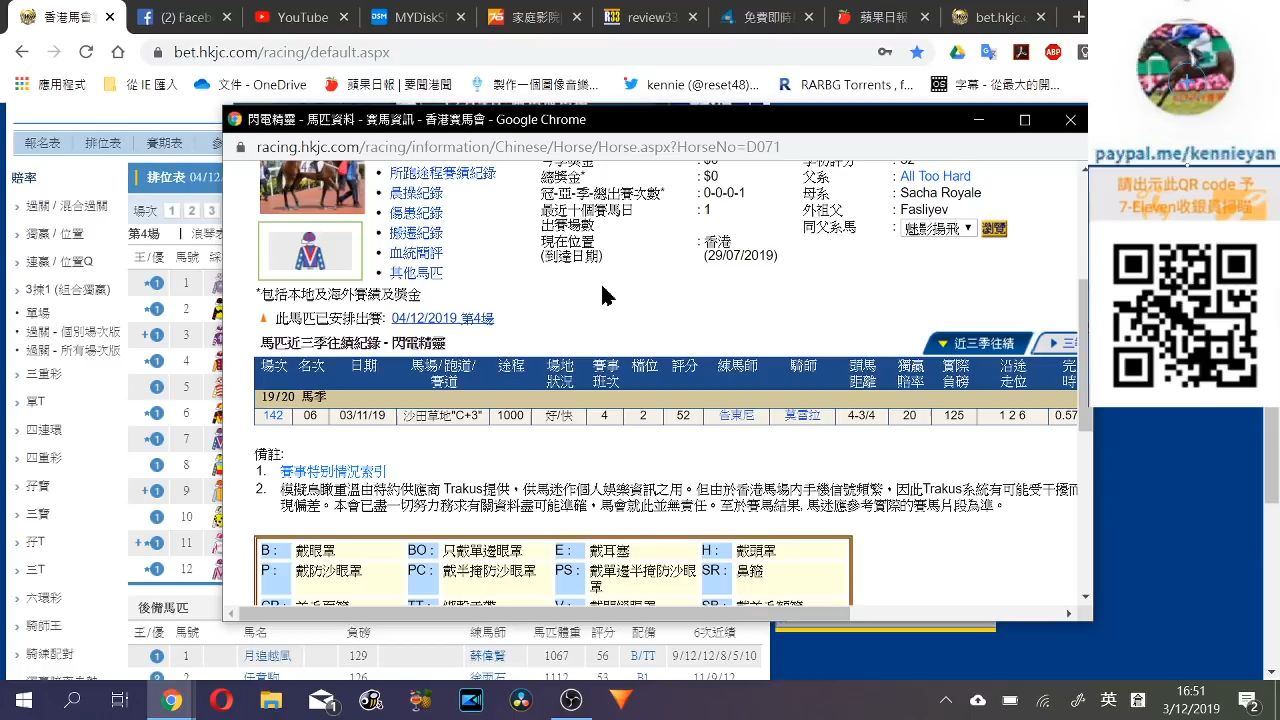 香港賽馬會
(2) Faceb
YouTube
MYDiskS
review33
免費即時
蘋果日報
bet.hkjc
bet.hkjc.com/racing/default.aspx
應用程式
從 IE 匯入
文件 - OneDrive
蘋果日報 | 要聞港聞
製作一個圖像音樂...
kennie (@reset48)...
RARBG Torrents , f...
字幕 - 從最大的開...
報名表
排位表
賽期表
賠率
過關 / 混合過關
獨贏 / 位置
連贏 / 位置Q
3揀1 (組合獨贏)
單場
過關 - 個別場次版
過關 - 所有場次版
三重彩
單T
四連環
四重彩
孖寶
三寶
孖T
三T
六環彩
騎師王
騎練配對
排位表 04/12/
場次 1 2 3
第4場
王/優 馬號
1
2
3
4
5
6
7
8
9
10
11
12
後備馬匹
王/優 馬號 馬名 負磅 練馬師 馬匹體重 評分 配備 6次近績
1 月追越風 129 蘇偉賢 1067 56 B/TT 9/12/12/8/5/10
閃電精靈 - 馬匹資料 - 賽事資訊 - 香港賽馬會 - Google Chrome
racing.hkjc.com/racing/information/Chinese/Horse/Horse.aspx?HorseNo=D071
晨操紀錄
傷患紀錄
搬遷紀錄
血統簡評
其他馬匹
: $0
: $0
冠-亞-季-總出賽次數* : 0-0-0-1
最近十個賽馬日
出賽場數 : 1
現在位置
(到達日期) : 香港
(29/07/2019)
父系 : All Too Hard
母系 : Sacha Royale
外祖父 : Fasliyev
同父系馬 : 魅影揚飛 瀏覽
*包括本地及海外賽績及獎金
此馬匹已安排出賽: 04/12/2019 第4場
馬匹近三季往績紀錄 - 閃電精靈
近三季往績
場次 名次 日期 馬場/跑道/賽道 途程 場地狀況 賽事班次 檔位 評分 練馬師 騎師 頭馬距離 獨贏賠率 實際負磅 沿途走位
19/20 馬季
142 06 03/11/19 沙田草地"C+3" 1000 好/快 4 2 52 告東尼 莫雷拉 4-3/4 20 125 1 2 6 0.57
備註:
1. 賽事特別情況索引
2. 模擬鳥瞰重溫由特約供應商 Trakus提供，供馬迷作個人娛樂資訊之用。但由於香港馬場內手機信號頻繁，因此Trakus系統有可能受干擾而
現偏差。本會已盡一切努力務求有關資料盡可能準確，馬會就此並無責任。至於賽馬結果, 馬迷應參考實際的賽馬片段為準。
B : 戴眼罩 BO : 只戴單邊眼罩 E : 戴耳塞 H : 戴頭罩
P : 戴防沙眼罩 PC : 戴半掩防沙眼罩 PS : 戴單邊半掩防沙眼罩 SR : 鼻箍
paypal.me/kennieyan
請出示此QR code 予
7-Eleven收銀員掃瞄
英
16:51
3/12/2019
2